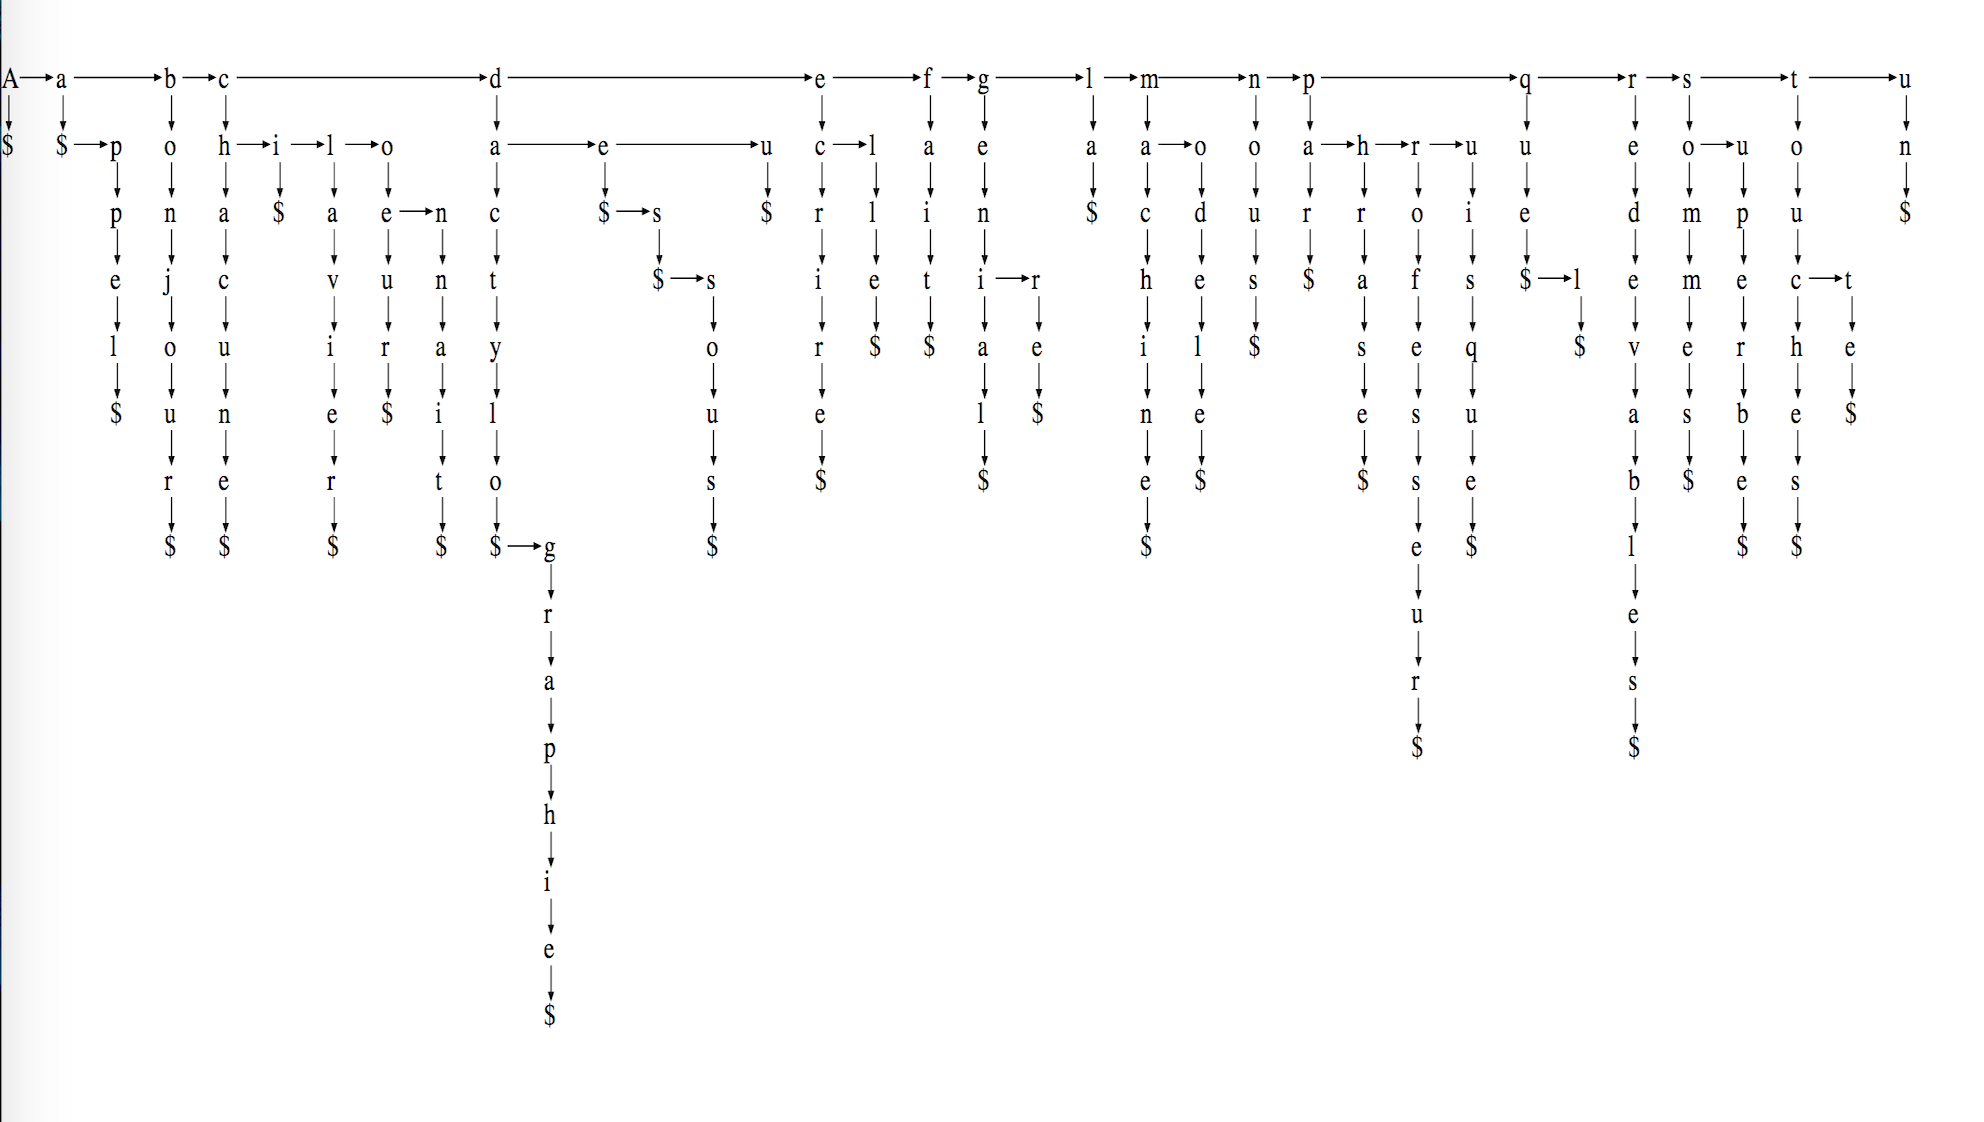 A a b c d e f g l m n p q r s t u
$ $ p o h i l o a e u c l a e a a o o a h r u u e o u o n
p n a $ a e n c $ s $ r l i n $ c d u r r o i e d m p u $
e j c v u n t $ s i e t i r h e s $ a f s $ l e m e c t
l o u i r a y o r $ $ a e i l $ s e q $ v e r h e
$ u n e $ i l u e l $ n e e s u a s b e $
r e r t o s $ $ e $ $ s e b $ e s
$ $ $ $ $ g $ $ e $ l $ $
r u e
a r s
p $ $
h
i
e
$